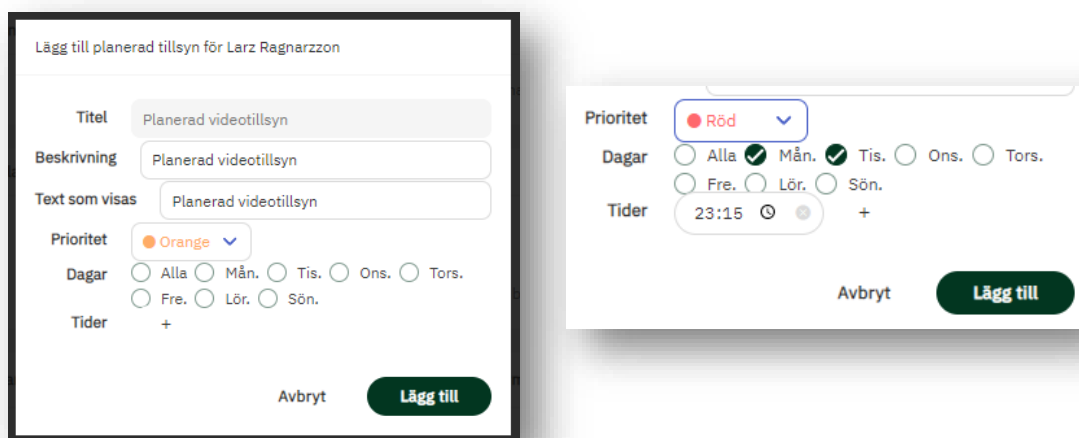 Lägg till planerad tillsyn för Larz Ragnarzzon
Titel Planerad videotillsyn
Beskrivning Planerad videotillsyn
Text som visas Planerad videotillsyn
Prioritet Orange
Dagar Alla Mån. Tis. Ons. Tors.
Fre. Lör. Sön.
Tider +
Avbryt Lägg till
Prioritet Röd
Dagar Alla Mån. Tis. Ons. Tors.
Fre. Lör. Sön.
Tider 23:15 +
Avbryt Lägg till